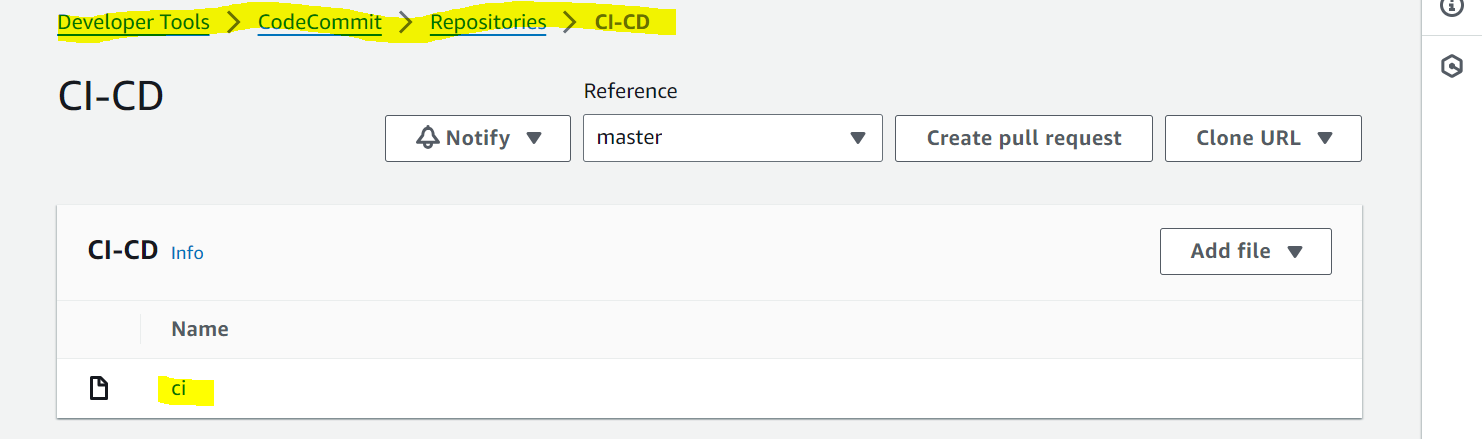 Developer Tools > CodeCommit > Repositories > CI-CD
CI-CD
Reference
Notify master Create pull request Clone URL
CI-CD Info
Add file
Name
ci